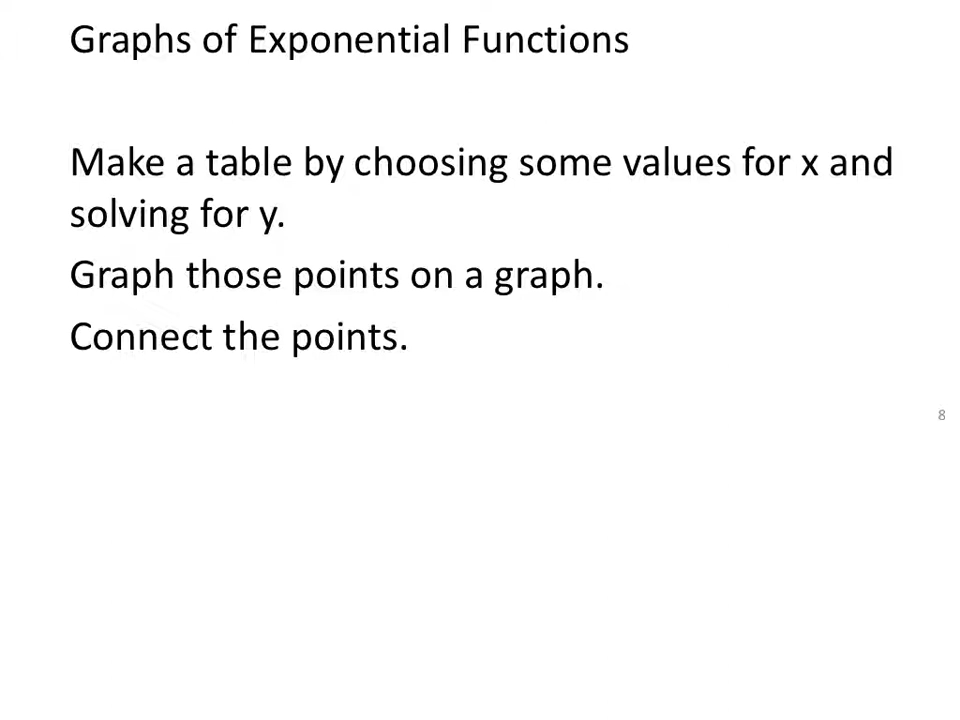 Graphs of Exponential Functions
Make a table by choosing some values for x and
solving for y.
Graph those points on a graph.
Connect the points.
8